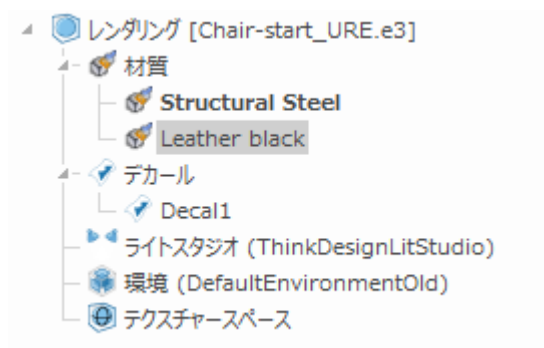 レンダリング [Chair-start_URE.e3]
材質
Structural Steel
Leather black
デカール
Decal1
ライトスタジオ (ThinkDesignLitStudio)
環境 (DefaultEnvironmentOld)
テクスチャースペース